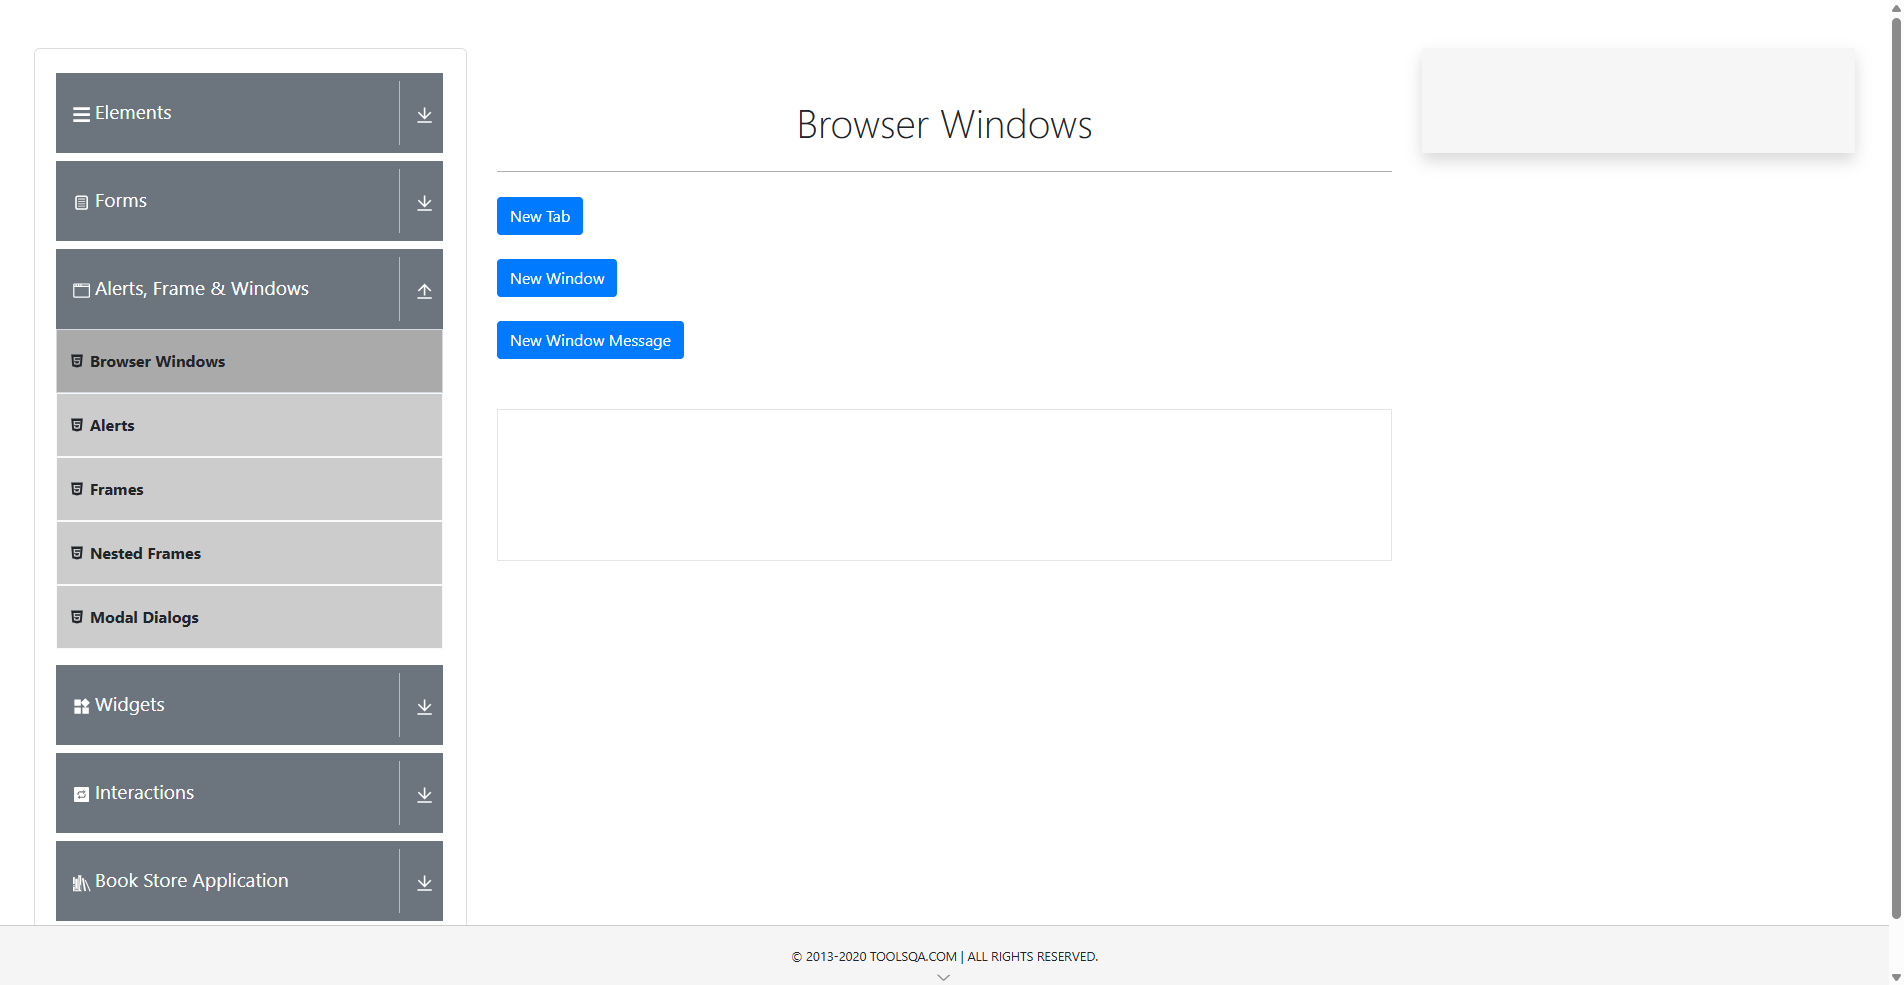 Elements
Forms
Alerts, Frame & Windows
Browser Windows
Alerts
Frames
Nested Frames
Modal Dialogs
Widgets
Interactions
Book Store Application
Browser Windows
New Tab
New Window
New Window Message
© 2013-2020 TOOLSQA.COM | ALL RIGHTS RESERVED.